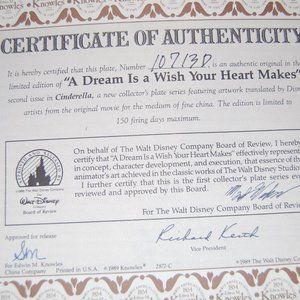 Knowles
CERTIFICATE OF AUTHENTICITY
It is hereby certified that this plate, Number 10713D, is an authentic original in the
limited edition of "A Dream Is a Wish Your Heart Makes"
second issue in Cinderella, a new collector's plate series featuring artwork translated by Disney
artists from the original movie for the medium of fine china. The edition is limited to
150 firing days maximum.
On behalf of The Walt Disney Company Board of Review, I hereby
certify that "A Dream Is a Wish Your Heart Makes" effectively represents
in concept, character development, and execution, that essence of the
animator's art achieved in the classic works of The Walt Disney Studios.
I further certify that this is the first collector's plate series ever
reviewed and approved by this Board.
©1986 The Walt Disney Company
WALT DISNEY
Board of Review
For The Walt Disney Company Board of Review
Approved for release
For Edwin M. Knowles
China Company
Richard Keith
Vice President
Printed in U.S.A. ©1989 Knowles 2872-C
©1989 The Walt Disney Company